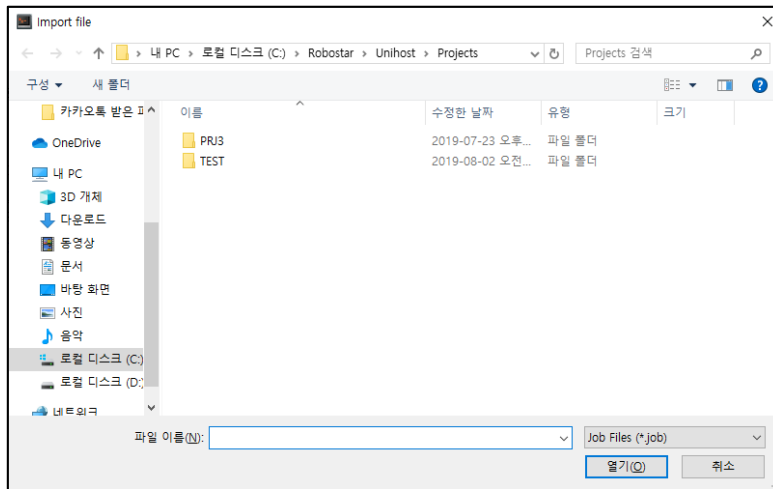 Import file
내 PC > 로컬 디스크 (C:) > Robostar > Unihost > Projects
Projects 검색
구성
새 폴더
이름
수정한 날짜
유형
크기
카카오톡 받은
OneDrive
내 PC
3D 개체
다운로드
동영상
문서
바탕 화면
사진
음악
로컬 디스크 (C:)
로컬 디스크 (D:)
네트워크
PRJ3
2019-07-23 오후...
파일 폴더
TEST
2019-08-02 오전...
파일 폴더
파일 이름(N):
Job Files (*.job)
열기(O)
취소